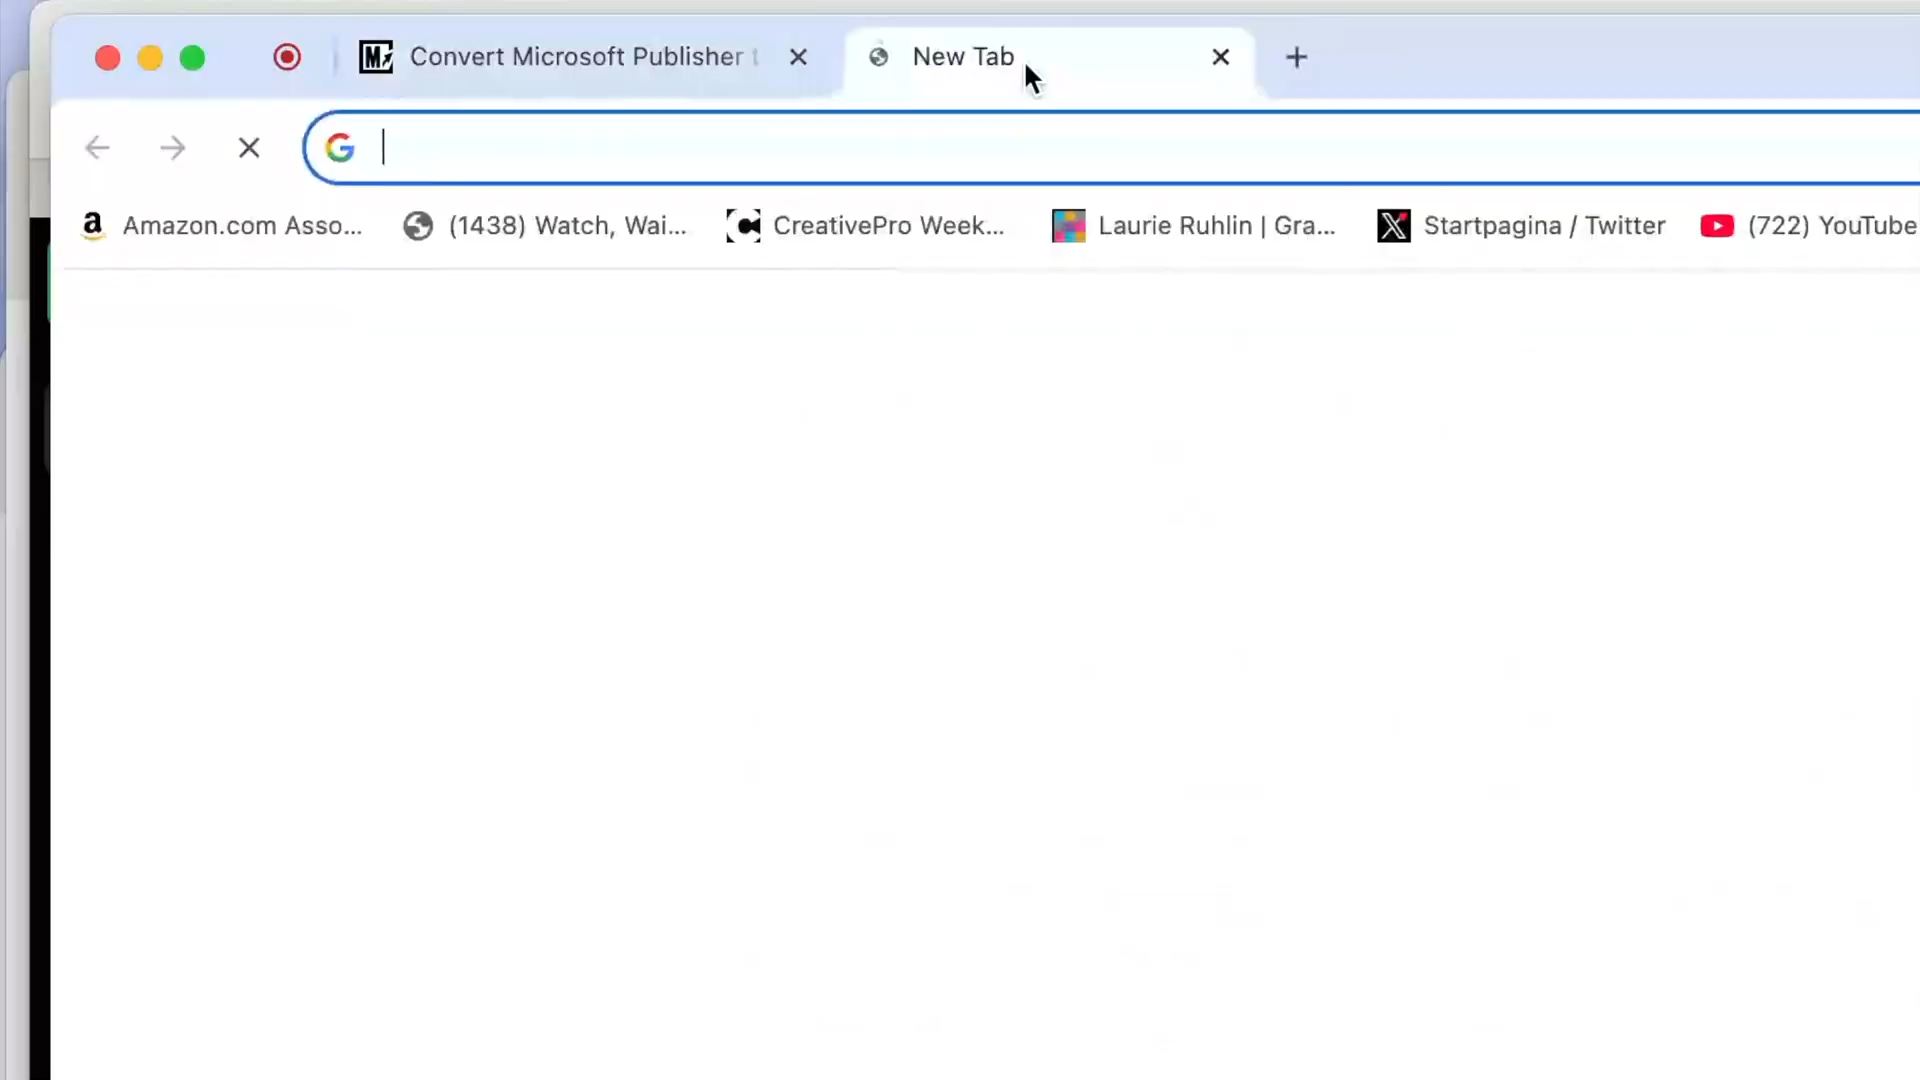 Convert Microsoft Publisher t
New Tab
Amazon.com Asso...
(1438) Watch, Wai...
CreativePro Week...
Laurie Ruhlin | Gra...
Startpagina / Twitter
(722) YouTube